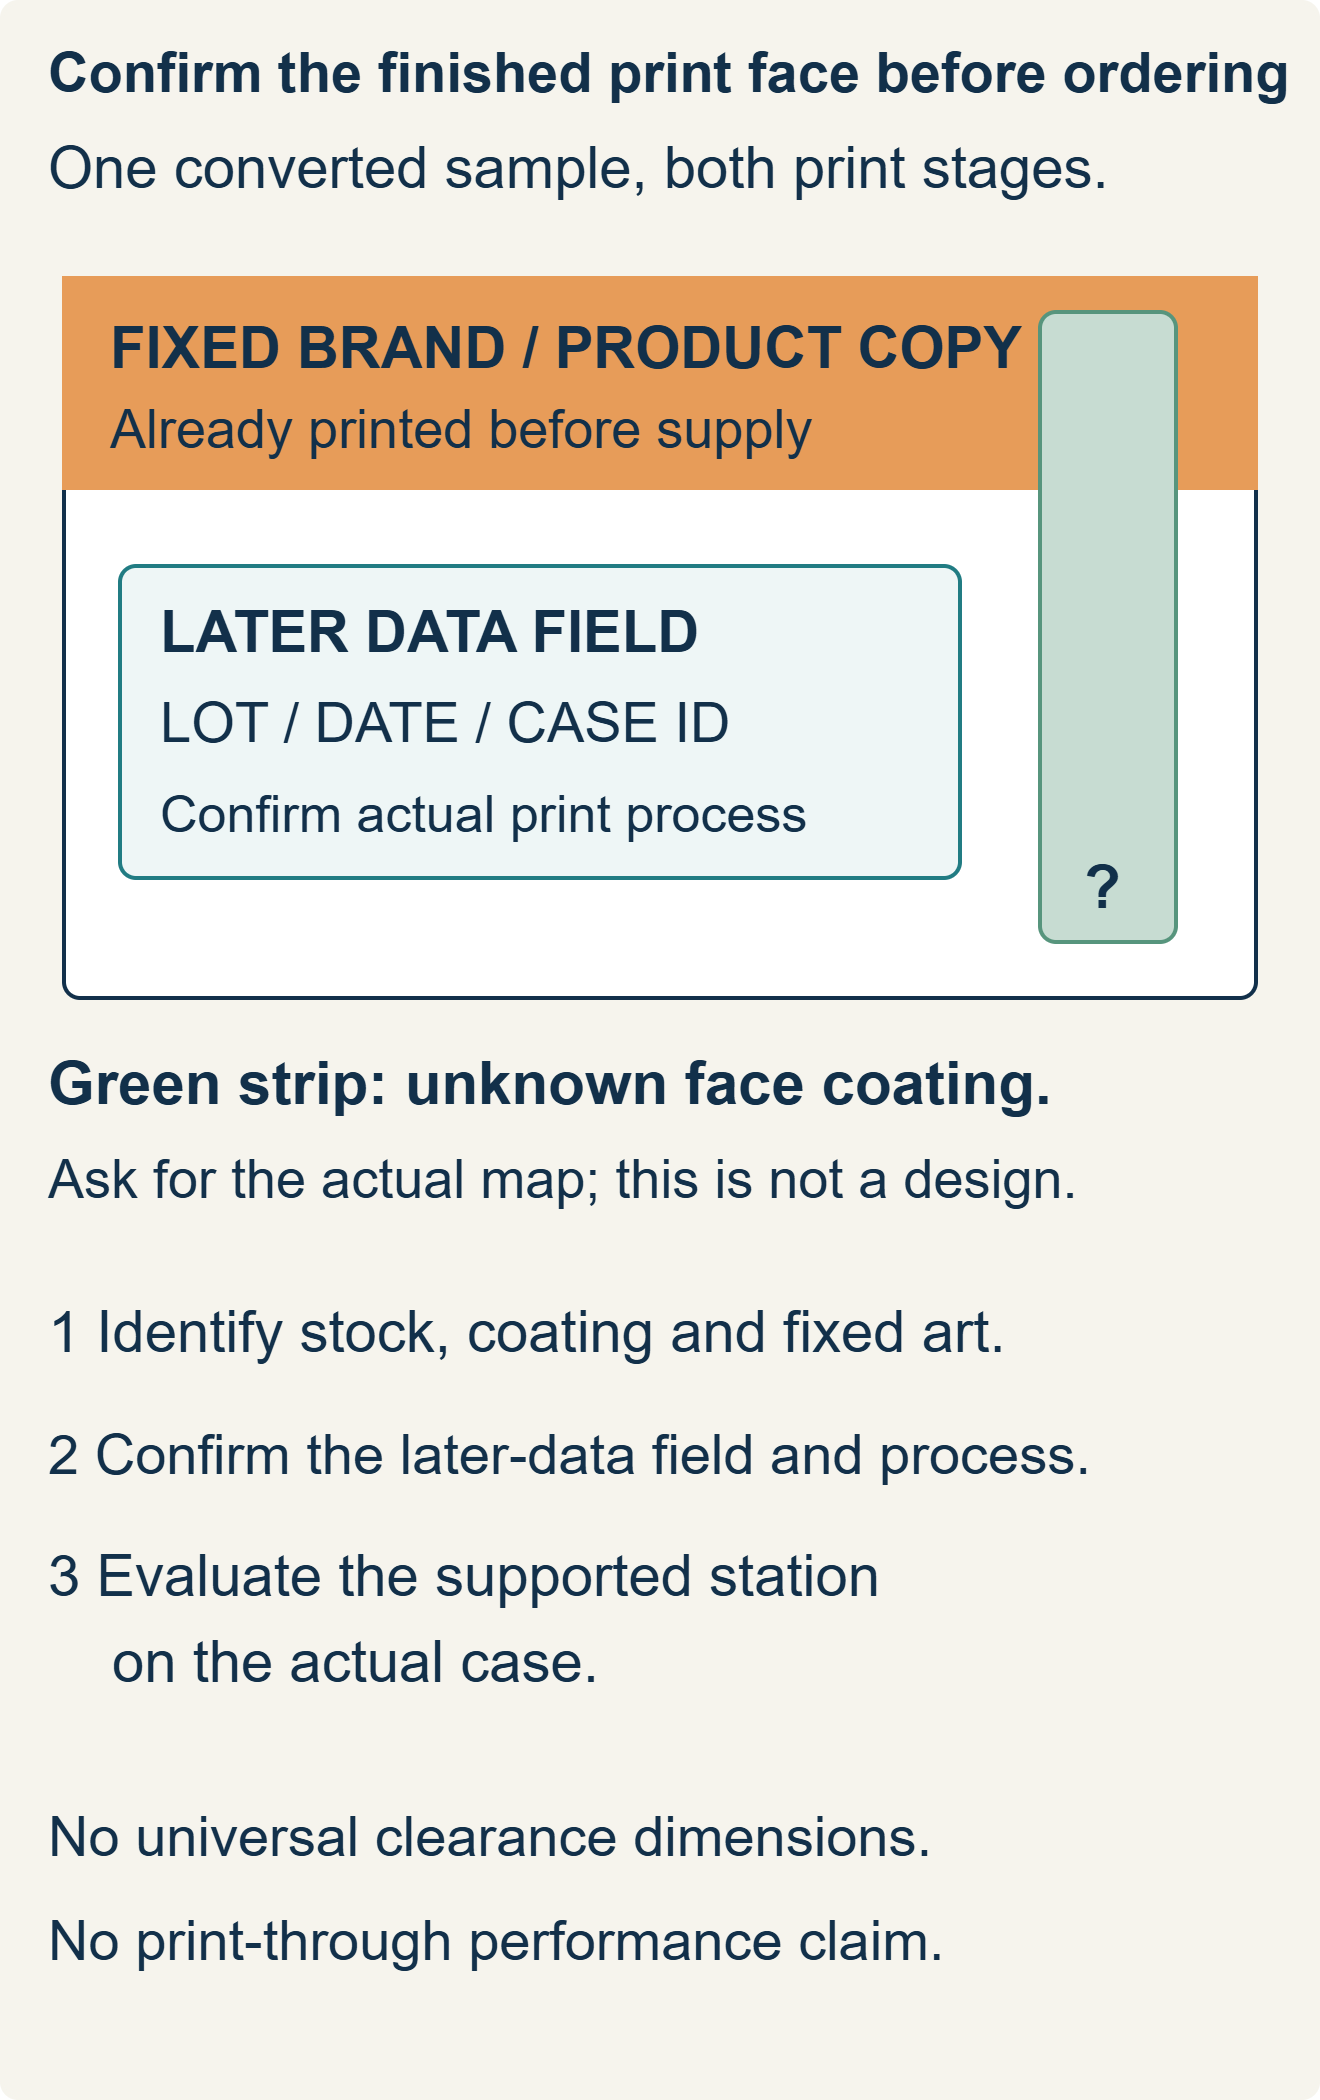 Confirm the finished print face before ordering
One converted sample, both print stages.
FIXED BRAND / PRODUCT COPY
Already printed before supply
LATER DATA FIELD
LOT / DATE / CASE ID
Confirm actual print process
?
Green strip: unknown face coating.
Ask for the actual map; this is not a design.
1 Identify stock, coating and fixed art.
2 Confirm the later-data field and process.
3 Evaluate the supported station
on the actual case.
No universal clearance dimensions.
No print-through performance claim.